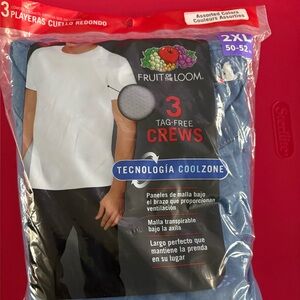 3 PLAYERAS CUELLO REDONDO
Assorted Colors
Couleurs Assorties
2XL
50-52
FRUIT OF THE LOOM.
3
TAG-FREE
CREWS
TECNOLOGÍA COOLZONE
Paneles de malla bajo
el brazo que proporcionan
ventilación
Malla transpirable
bajo la axila
Largo perfecto que
mantiene la prenda
en su lugar